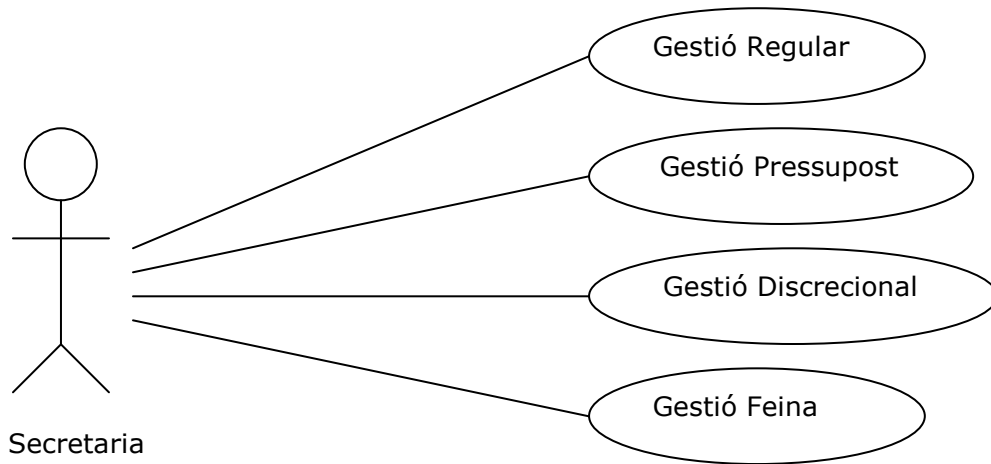 Gestió Regular
Gestió Pressupost
Gestió Discrecional
Gestió Feina
Secretaria